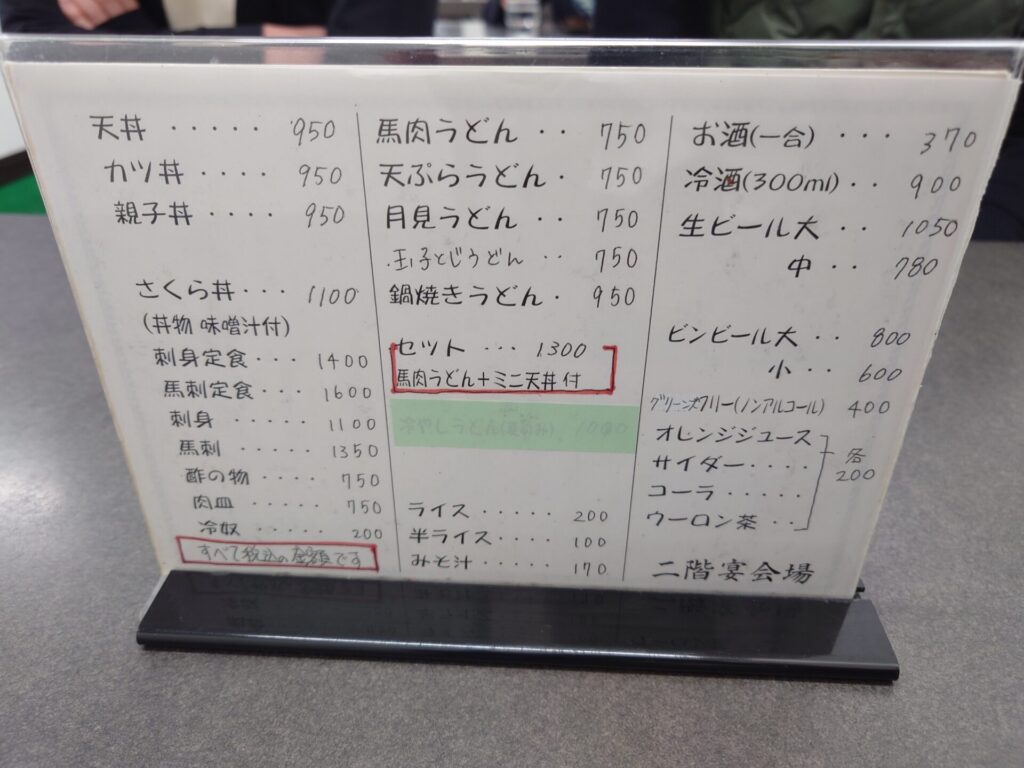 天丼 ・・・・・ 950
カツ丼 ・・・・ 950
親子丼 ・・・・ 950
さくら丼・・・ 1100
(丼物 味噌汁付)
刺身定食・・・ 1400
馬刺定食・・・ 1600
刺身 ・・・・・ 1100
馬刺 ・・・・・ 1350
酢の物 ・・・・ 750
肉皿 ・・・・・ 750
冷奴 ・・・・・ 200
すべて税込の金額です
馬肉うどん ・・ 750
天ぷらうどん・ 750
月見うどん ・・ 750
玉子とじうどん ・・ 750
鍋焼きうどん・ 950
セット ・・・ 1300
馬肉うどん+ミニ天丼付
冷やしうどん 1000
ライス・・・・・ 200
半ライス・・・・ 100
みそ汁・・・・・ 170
お酒(一合) ・・・ 370
冷酒(300ml)・・ 900
生ビール大 ・・ 1050
中 ・・ 780
ビンビール大 ・・ 800
小 ・・ 600
グリーンズフリー(ノンアルコール) 400
オレンジジュース
サイダー・・・・
コーラ・・・・・
ウーロン茶・・
各200
二階宴会場